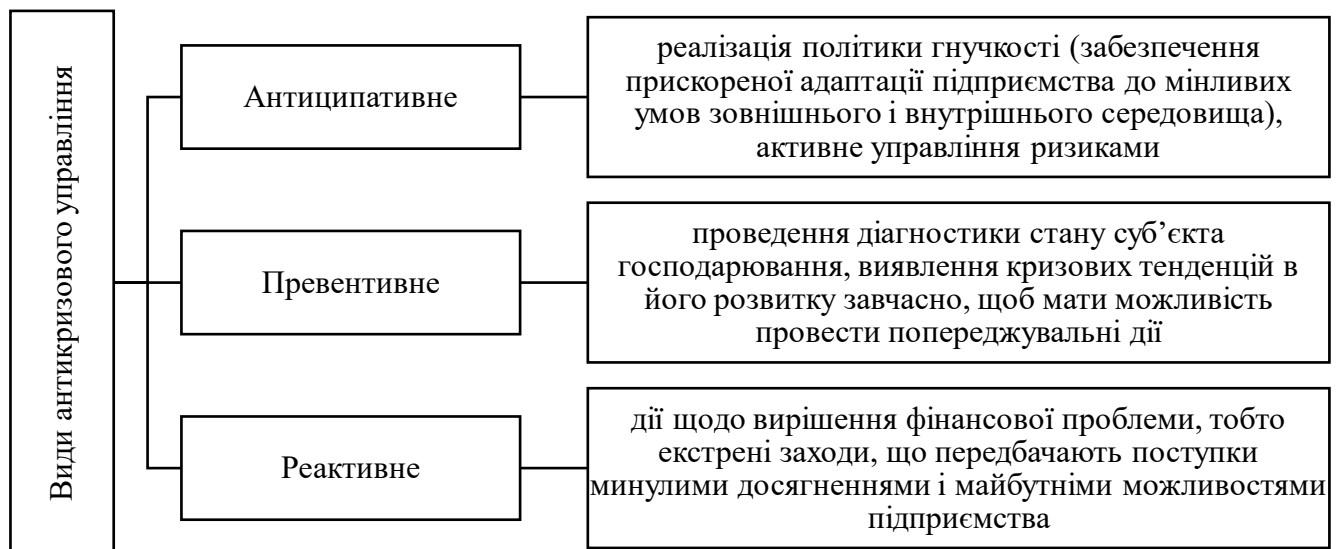 Види антикризового управління
Антиципативне
реалізація політики гнучкості (забезпечення
прискореної адаптації підприємства до мінливих
умов зовнішнього і внутрішнього середовища),
активне управління ризиками
Превентивне
проведення діагностики стану суб’єкта
господарювання, виявлення кризових тенденцій в
його розвитку завчасно, щоб мати можливість
провести попереджувальні дії
Реактивне
дії щодо вирішення фінансової проблеми, тобто
екстрені заходи, що передбачають поступки
минулими досягненнями і майбутніми можливостями
підприємства